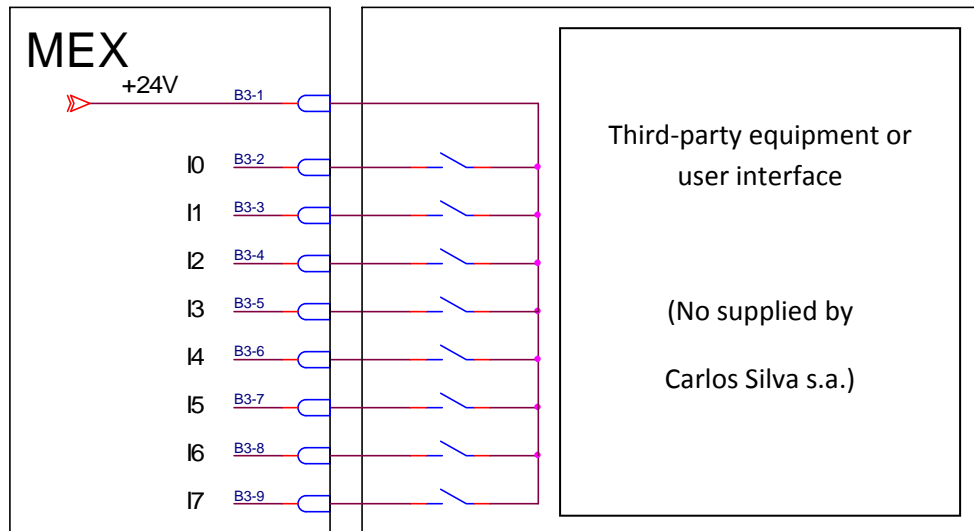 MEX
+24V B3-1
I0 B3-2
I1 B3-3
I2 B3-4
I3 B3-5
I4 B3-6
I5 B3-7
I6 B3-8
I7 B3-9
Third-party equipment or
user interface
(No supplied by
Carlos Silva s.a.)